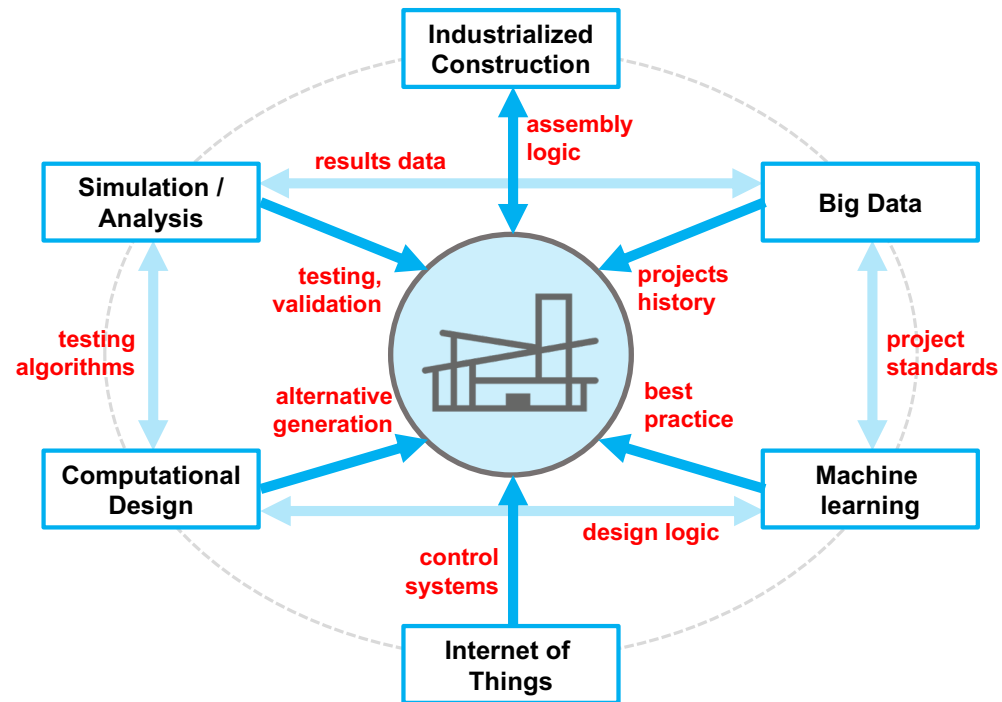 Industrialized
Construction
assembly
logic
results data
Simulation /
Analysis
Big Data
testing,
validation
projects
history
testing
algorithms
project
standards
alternative
generation
best
practice
Computational
Design
Machine
learning
design logic
control
systems
Internet of
Things